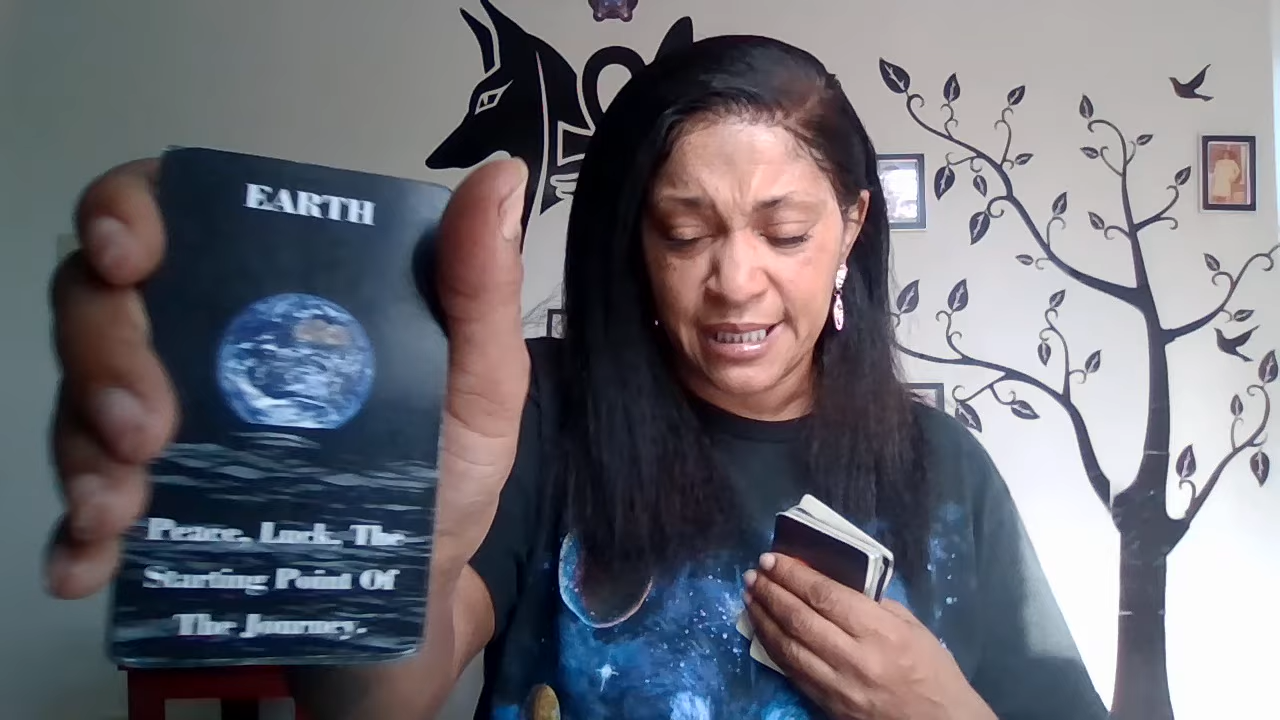 EARTH
Peace, Luck, The
Starting Point Of
The Journey.